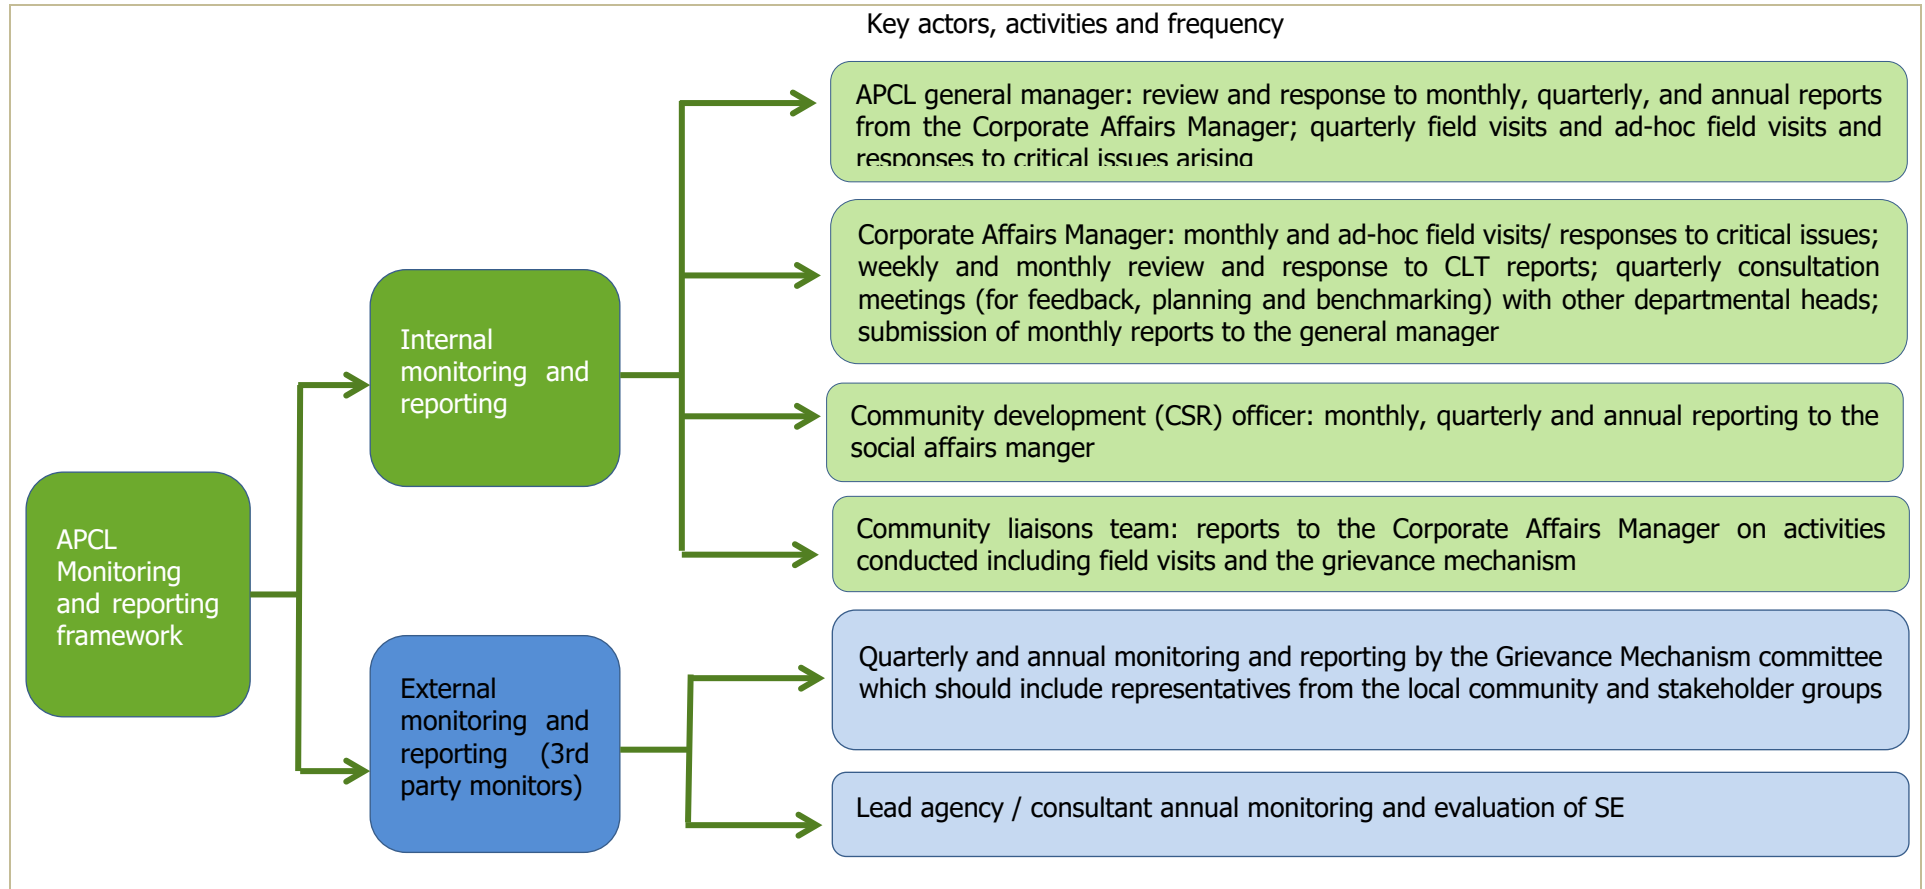 Key actors, activities and frequency
APCL general manager: review and response to monthly, quarterly, and annual reports
from the Corporate Affairs Manager; quarterly field visits and ad-hoc field visits and
responses to critical issues arising
Corporate Affairs Manager: monthly and ad-hoc field visits/ responses to critical issues;
weekly and monthly review and response to CLT reports; quarterly consultation
meetings (for feedback, planning and benchmarking) with other departmental heads;
submission of monthly reports to the general manager
Internal
monitoring and
reporting
Community development (CSR) officer: monthly, quarterly and annual reporting to the
social affairs manger
Community liaisons team: reports to the Corporate Affairs Manager on activities
conducted including field visits and the grievance mechanism
APCL
Monitoring
and reporting
framework
External
monitoring and
reporting (3rd
party monitors)
Quarterly and annual monitoring and reporting by the Grievance Mechanism committee
which should include representatives from the local community and stakeholder groups
Lead agency / consultant annual monitoring and evaluation of SE